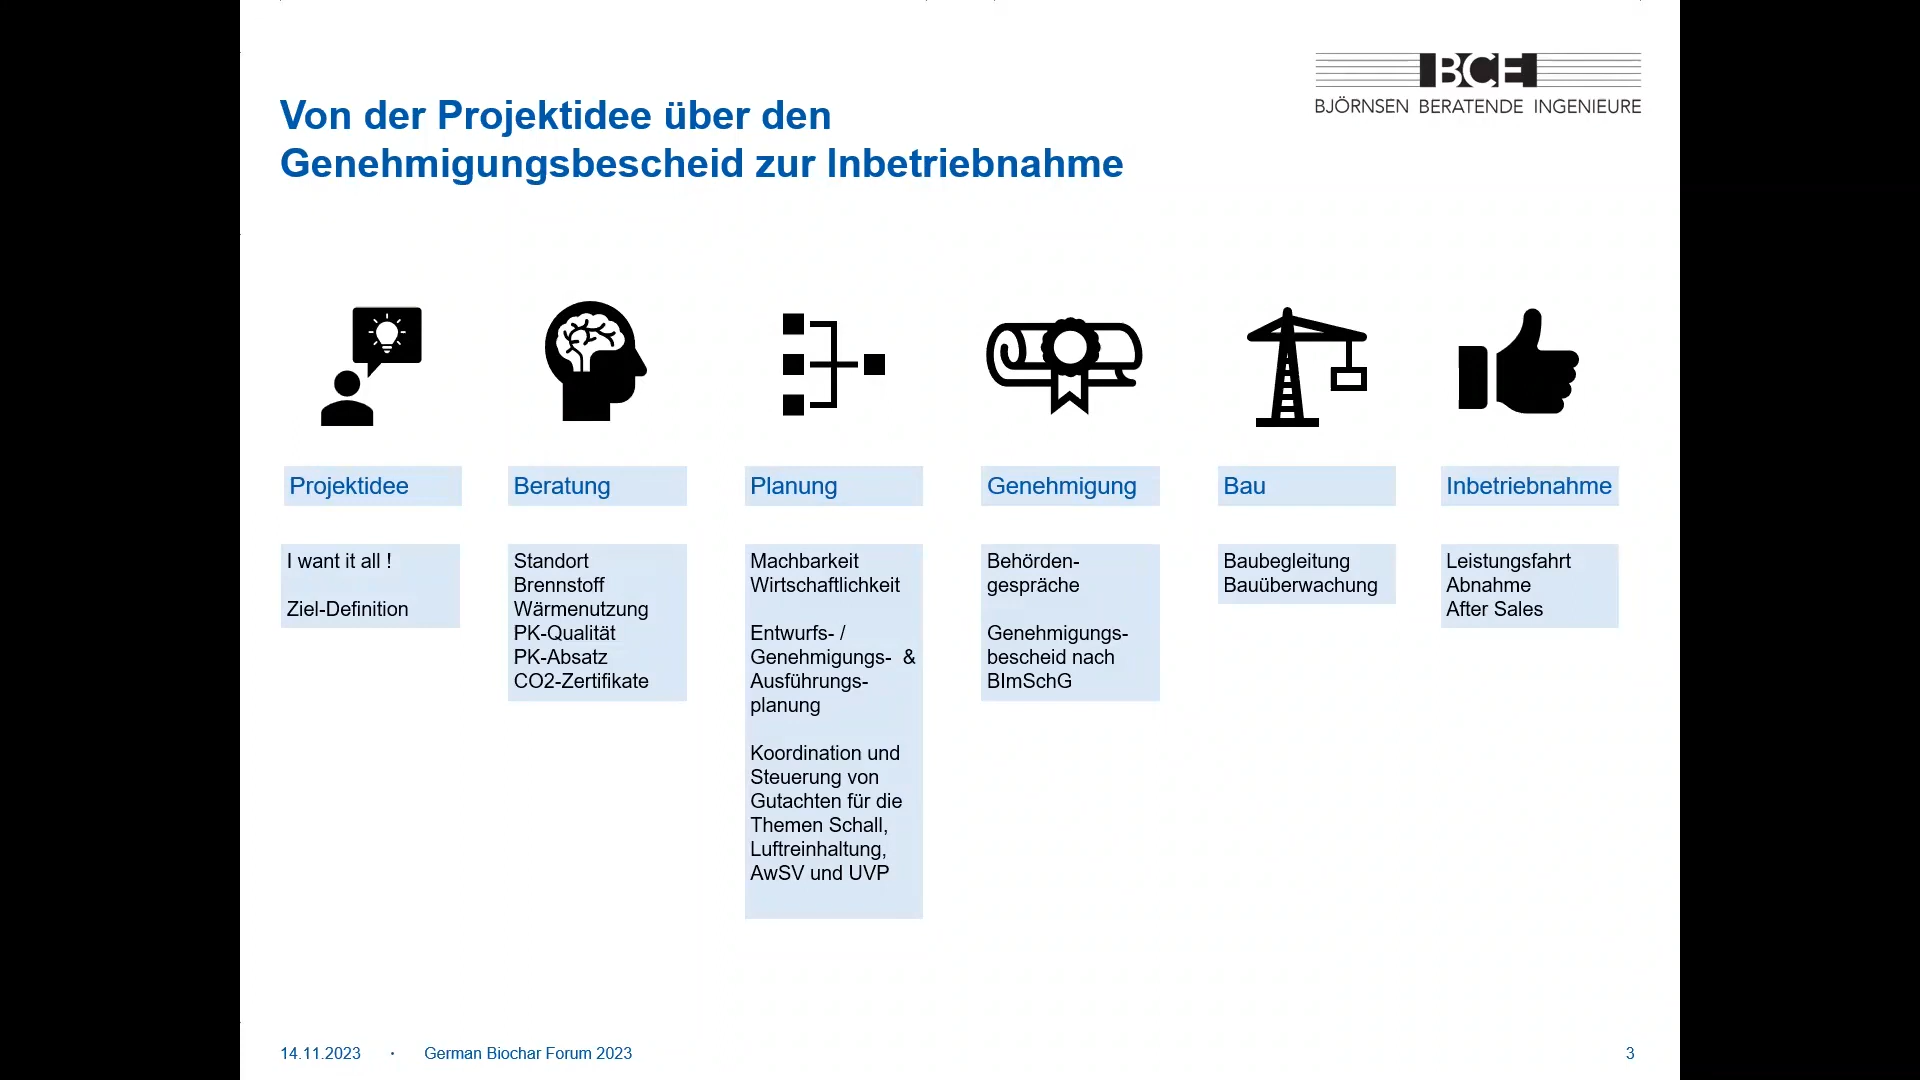 BCE
BJÖRNSEN BERATENDE INGENIEURE
Von der Projektidee über den
Genehmigungsbescheid zur Inbetriebnahme
Projektidee
I want it all !
Ziel-Definition
Beratung
Standort
Brennstoff
Wärmenutzung
PK-Qualität
PK-Absatz
CO2-Zertifikate
Planung
Machbarkeit
Wirtschaftlichkeit
Entwurfs- /
Genehmigungs- &
Ausführungs-
planung
Koordination und
Steuerung von
Gutachten für die
Themen Schall,
Luftreinhaltung,
AwSV und UVP
Genehmigung
Behörden-
gespräche
Genehmigungs-
bescheid nach
BImSchG
Bau
Baubegleitung
Bauüberwachung
Inbetriebnahme
Leistungsfahrt
Abnahme
After Sales
14.11.2023 · German Biochar Forum 2023
3